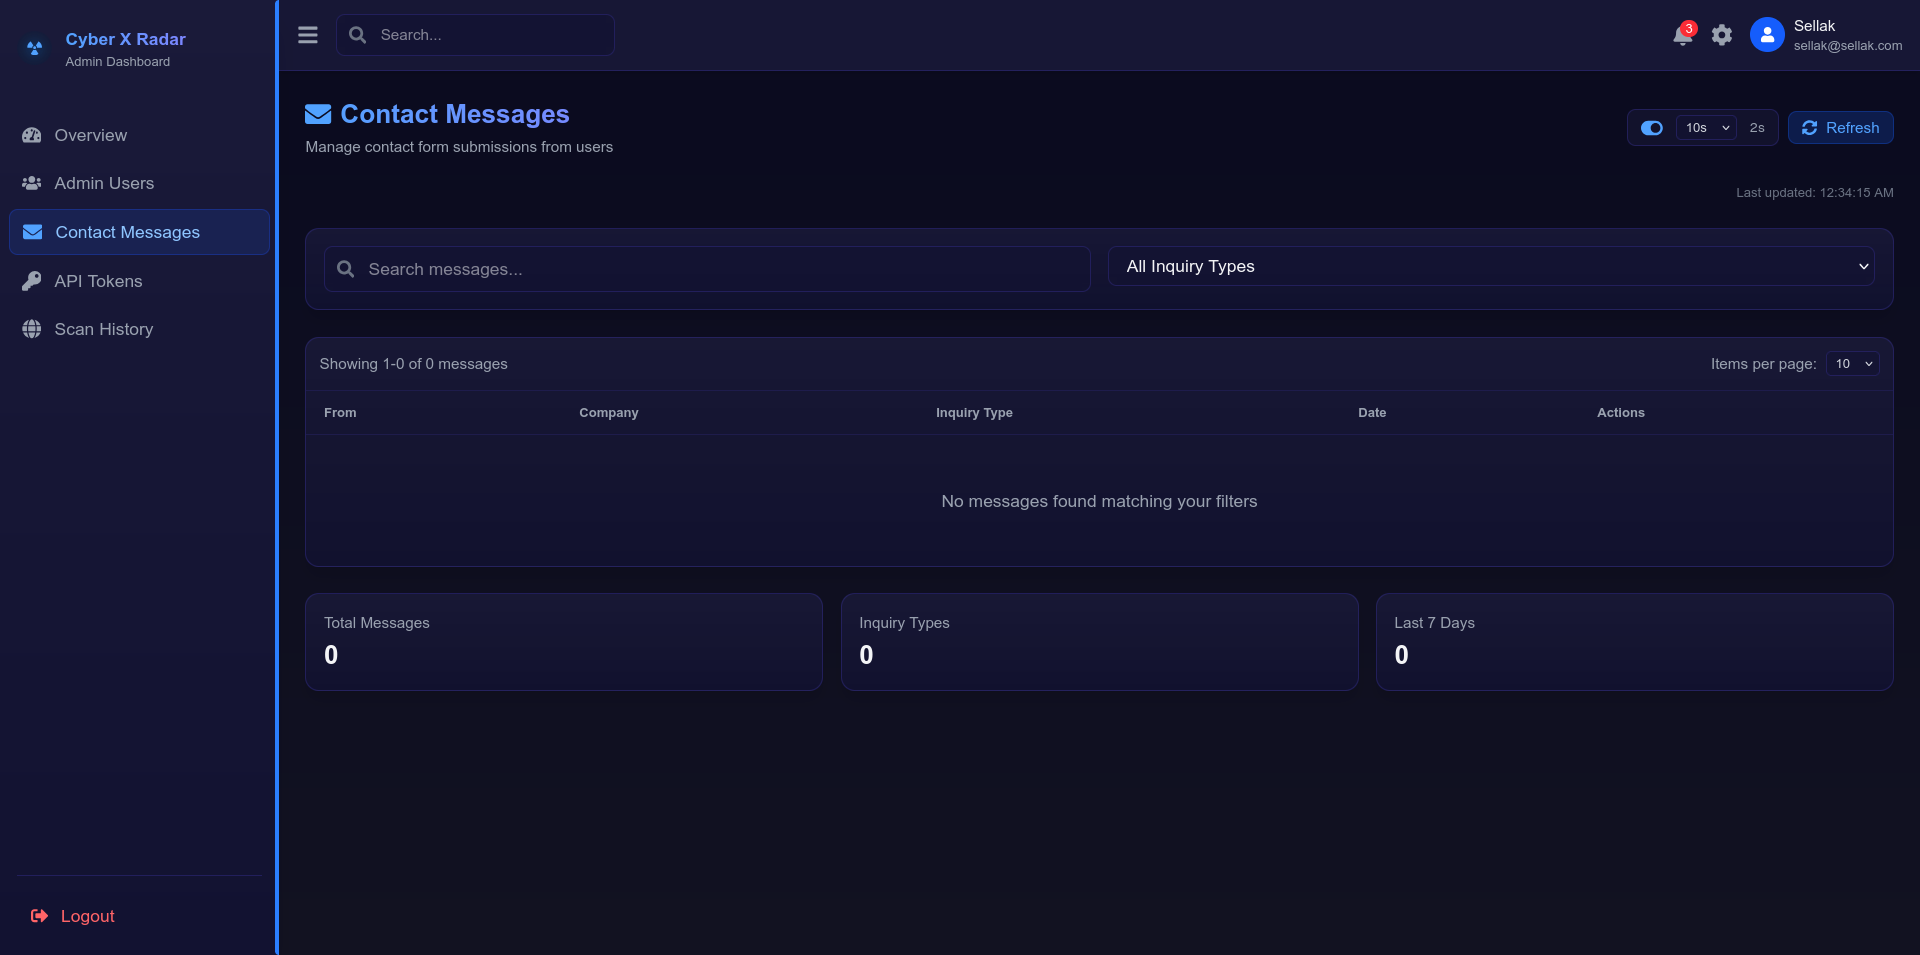 Cyber X Radar
Admin Dashboard
Overview
Admin Users
Contact Messages
API Tokens
Scan History
Logout
Search...
3
Sellak
sellak@sellak.com
Contact Messages
Manage contact form submissions from users
10s
2s
Refresh
Last updated: 12:34:15 AM
Search messages...
All Inquiry Types
Showing 1-0 of 0 messages
Items per page: 10
From Company Inquiry Type Date Actions
No messages found matching your filters
Total Messages
0
Inquiry Types
0
Last 7 Days
0